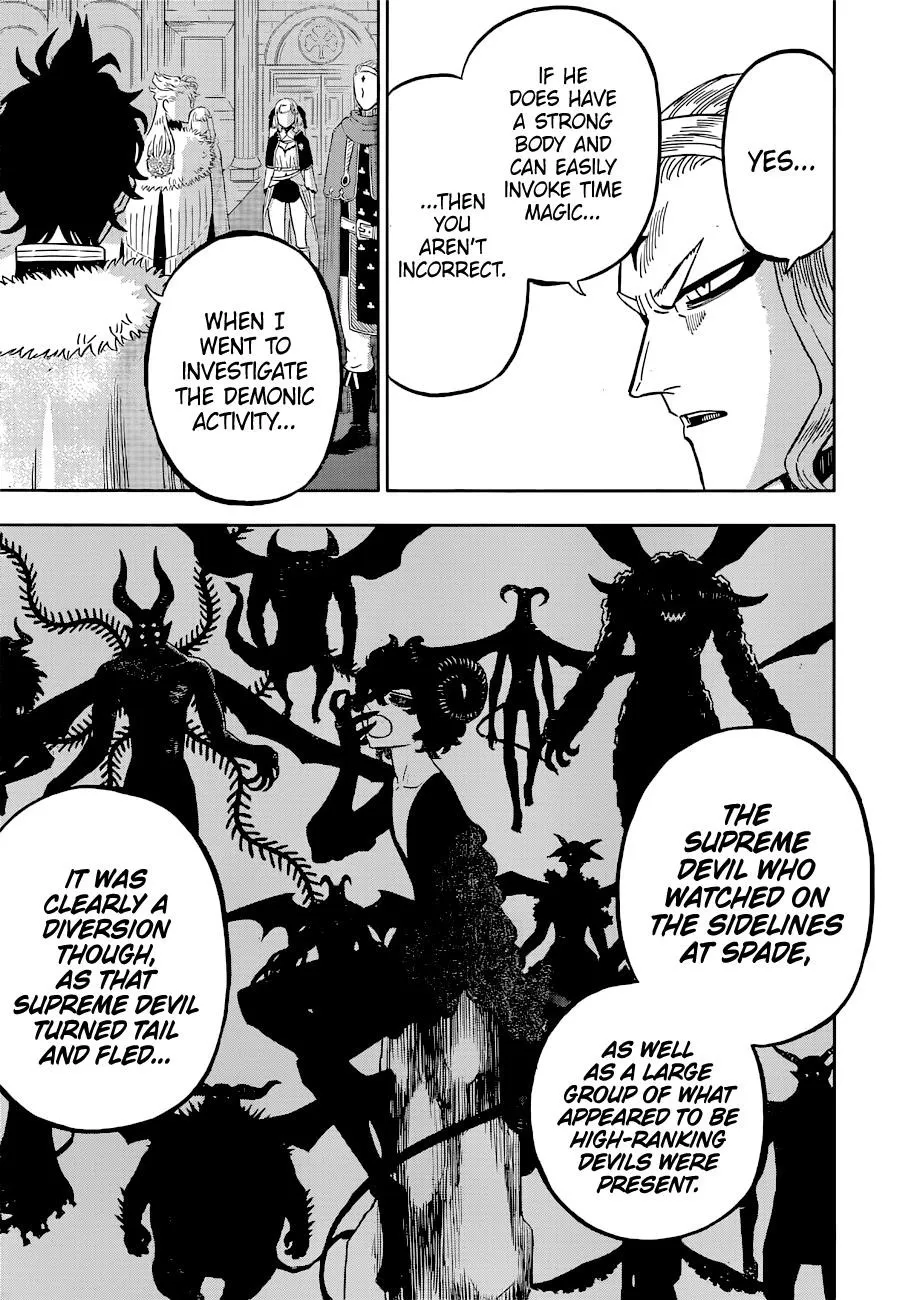 YES...
IF HE
DOES HAVE
A STRONG
BODY AND
CAN EASILY
INVOKE TIME
MAGIC...
...THEN
YOU
AREN'T
INCORRECT.
WHEN I
WENT TO
INVESTIGATE
THE DEMONIC
ACTIVITY...
THE
SUPREME
DEVIL WHO
WATCHED ON
THE SIDELINES
AT SPADE,
AS WELL
AS A LARGE
GROUP OF WHAT
APPEARED TO BE
HIGH-RANKING
DEVILS WERE
PRESENT.
IT WAS
CLEARLY A
DIVERSION
THOUGH,
AS THAT
SUPREME DEVIL
TURNED TAIL
AND FLED...